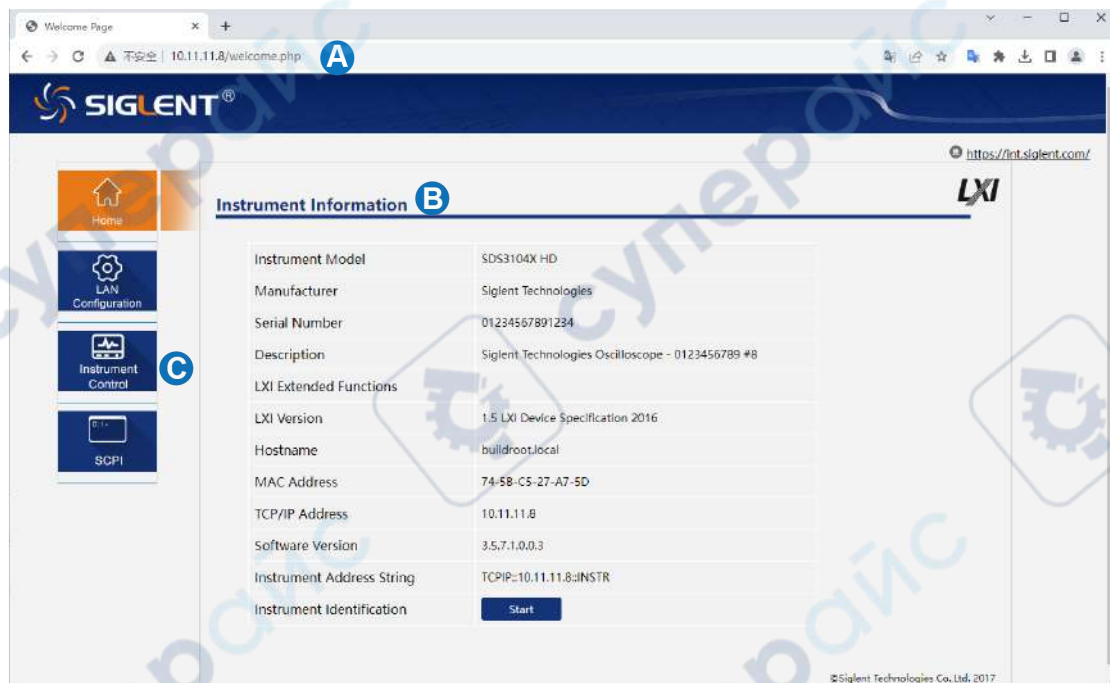 Welcome Page
不安全 | 10.11.11.8/welcome.php
A
SIGLENT®
https://int.siglent.com/
Home
Instrument Information B
LXI
Instrument Model SDS3104X HD
LAN
Configuration
Manufacturer Siglent Technologies
Serial Number 01234567891234
Instrument
Control
C
Description Siglent Technologies Oscilloscope - 0123456789 #8
LXI Extended Functions
LXI Version 1.5 LXI Device Specification 2016
SCPI
Hostname buildroot.local
MAC Address 74-5B-C5-27-A7-5D
TCP/IP Address 10.11.11.8
Software Version 3.5.7.1.0.0.3
Instrument Address String TCPIP::10.11.11.8::INSTR
Instrument Identification Start
©Siglent Technologies Co., Ltd. 2017
суперайс